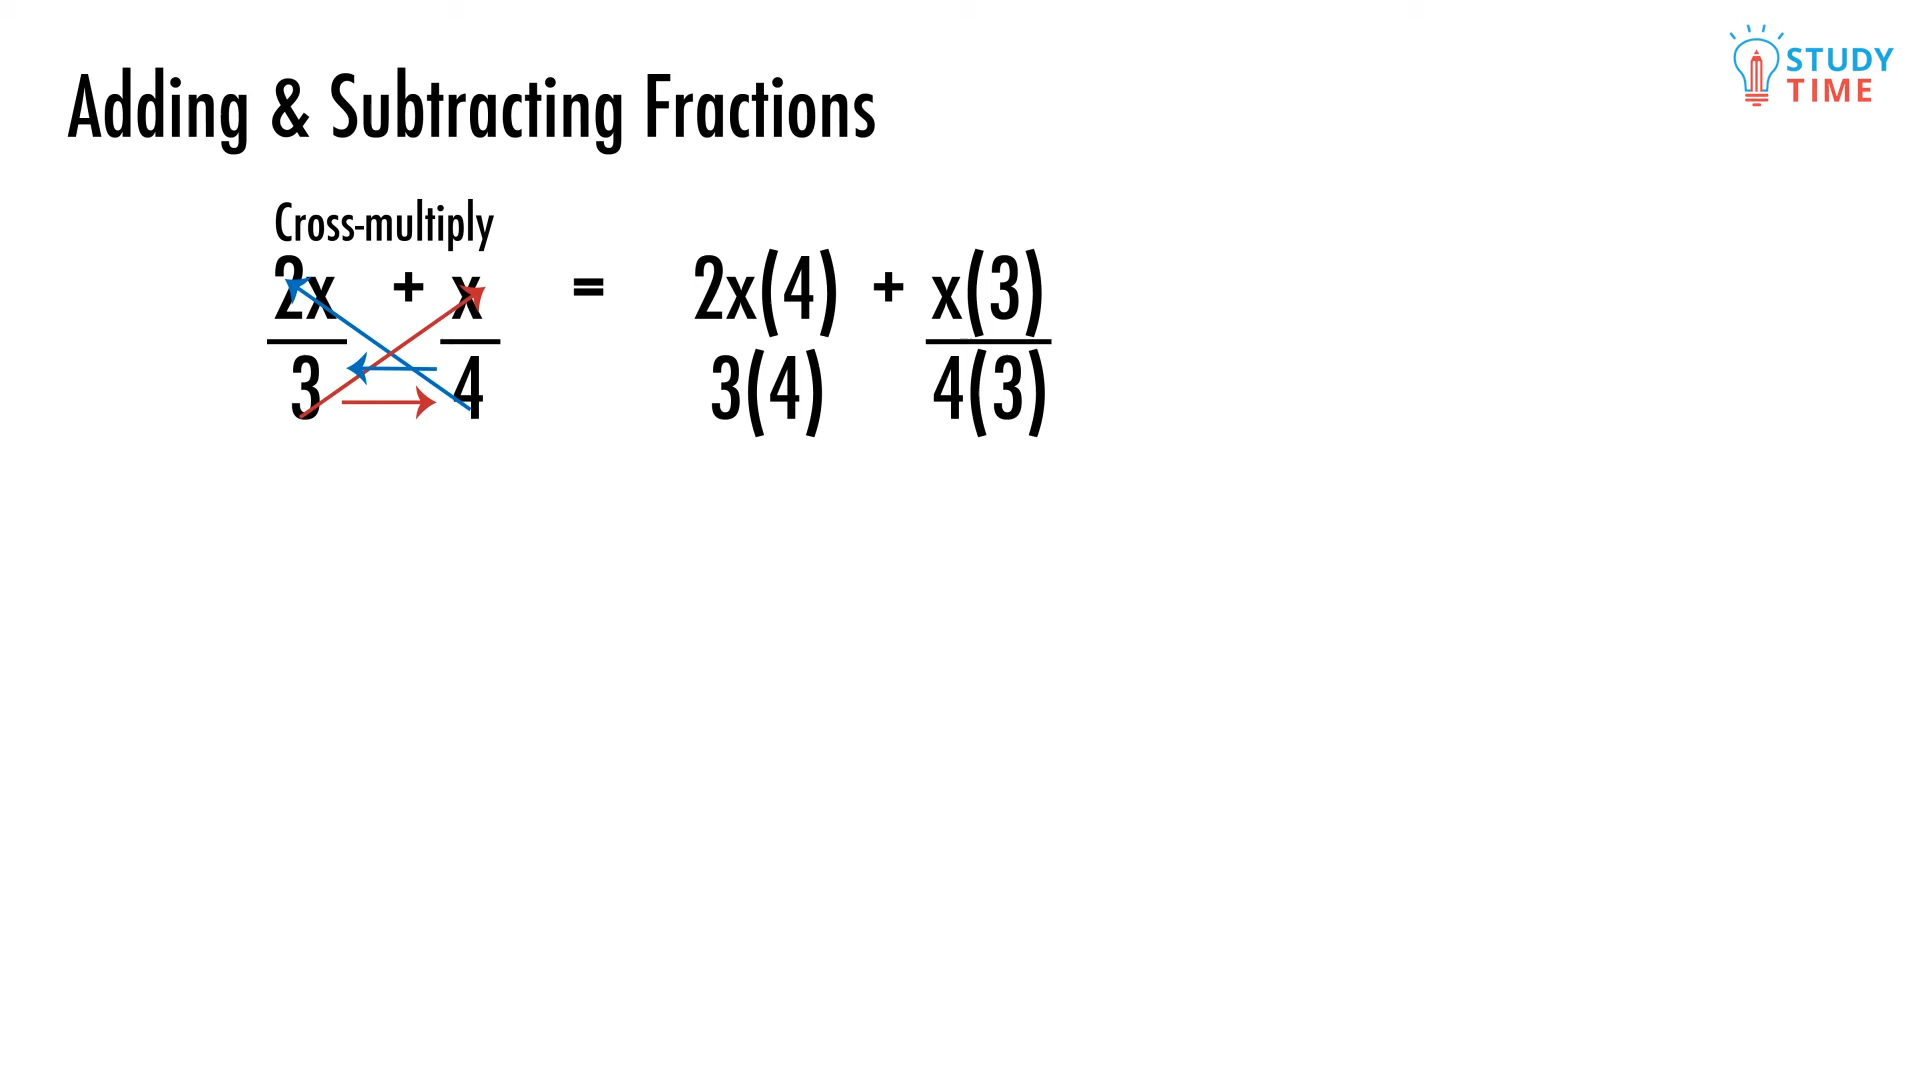 STUDY
TIME
Adding & Subtracting Fractions
Cross-multiply
2x + x = 2x(4) + x(3)
3 4 3(4) 4(3)